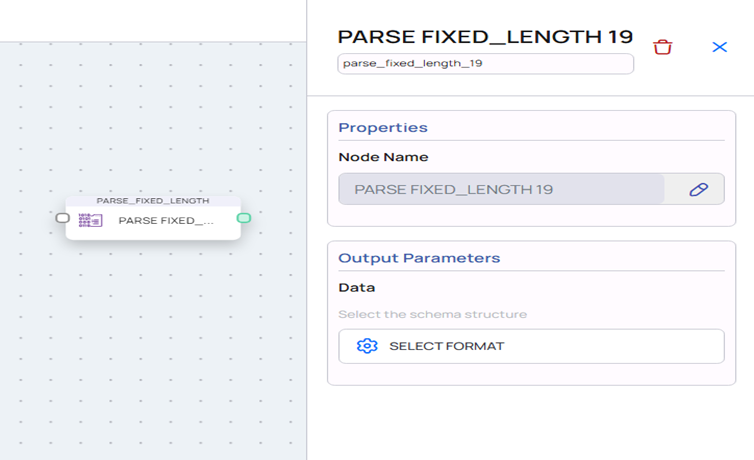 PARSE_FIXED_LENGTH
PARSE FIXED_...
PARSE FIXED_LENGTH 19
parse_fixed_length_19
Properties
Node Name
PARSE FIXED_LENGTH 19
Output Parameters
Data
Select the schema structure
SELECT FORMAT